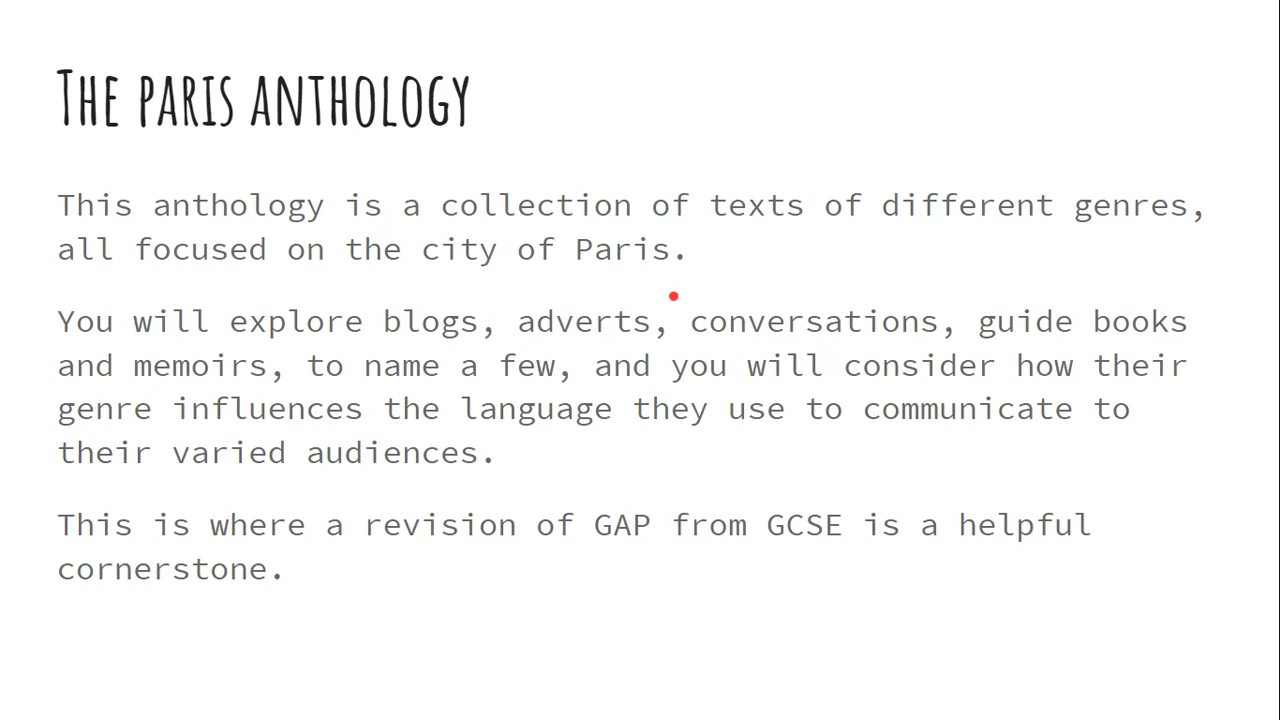 The Paris Anthology
This anthology is a collection of texts of different genres,
all focused on the city of Paris.
You will explore blogs, adverts, conversations, guide books
and memoirs, to name a few, and you will consider how their
genre influences the language they use to communicate to
their varied audiences.
This is where a revision of GAP from GCSE is a helpful
cornerstone.